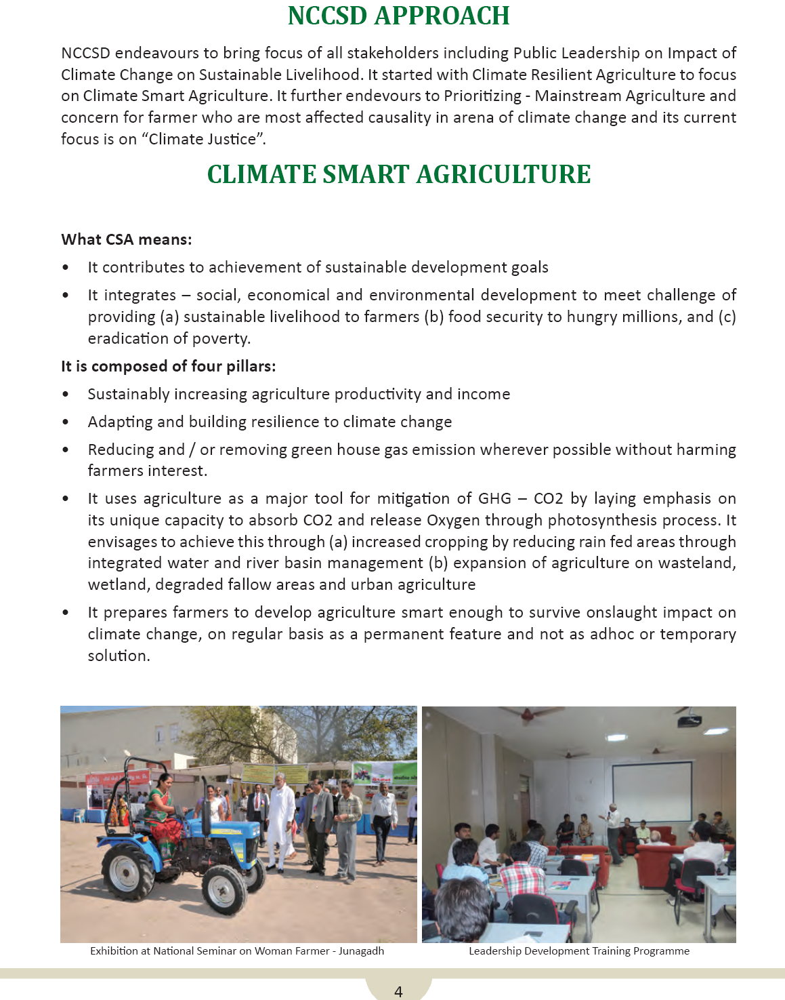 NCCSD APPROACH
NCCSD endeavours to bring focus of all stakeholders including Public Leadership on Impact of
Climate Change on Sustainable Livelihood. It started with Climate Resilient Agriculture to focus
on Climate Smart Agriculture. It further endevours to Prioritizing - Mainstream Agriculture and
concern for farmer who are most affected causality in arena of climate change and its current
focus is on “Climate Justice”.
CLIMATE SMART AGRICULTURE
What CSA means:
• It contributes to achievement of sustainable development goals
• It integrates – social, economical and environmental development to meet challenge of
providing (a) sustainable livelihood to farmers (b) food security to hungry millions, and (c)
eradication of poverty.
It is composed of four pillars:
• Sustainably increasing agriculture productivity and income
• Adapting and building resilience to climate change
• Reducing and / or removing green house gas emission wherever possible without harming
farmers interest.
• It uses agriculture as a major tool for mitigation of GHG – CO2 by laying emphasis on
its unique capacity to absorb CO2 and release Oxygen through photosynthesis process. It
envisages to achieve this through (a) increased cropping by reducing rain fed areas through
integrated water and river basin management (b) expansion of agriculture on wasteland,
wetland, degraded fallow areas and urban agriculture
• It prepares farmers to develop agriculture smart enough to survive onslaught impact on
climate change, on regular basis as a permanent feature and not as adhoc or temporary
solution.
Exhibition at National Seminar on Woman Farmer - Junagadh
Leadership Development Training Programme
4